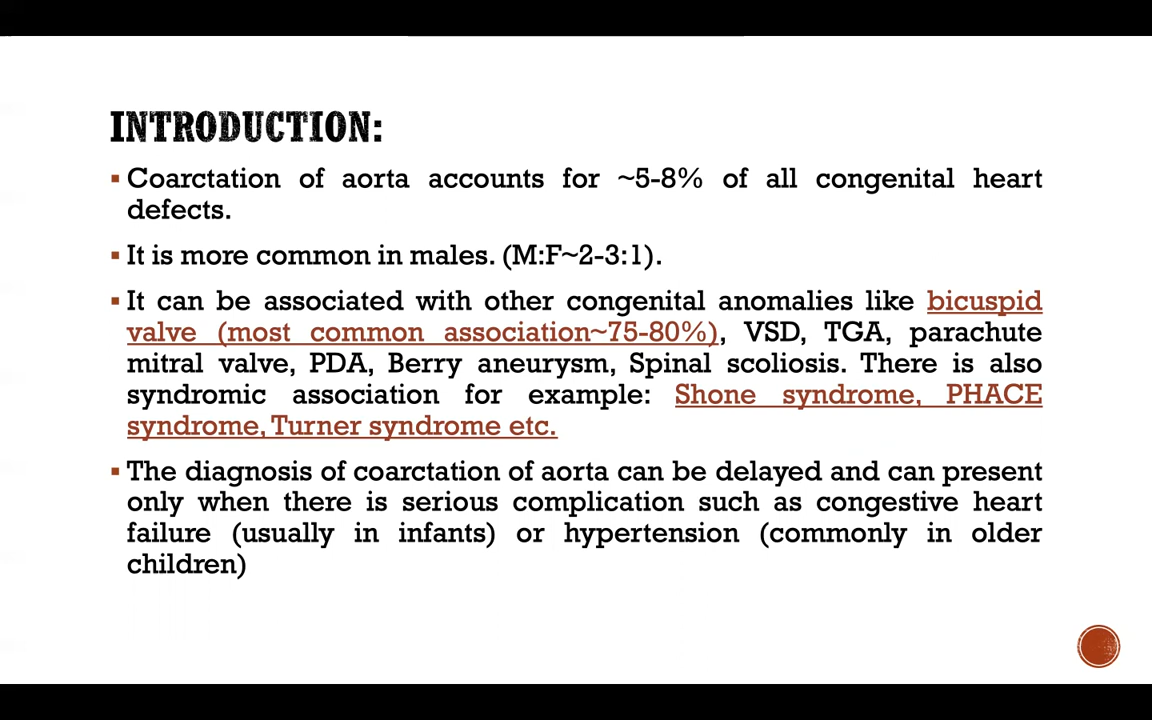 INTRODUCTION:
▪ Coarctation of aorta accounts for ~5-8% of all congenital heart
defects.
▪ It is more common in males. (M:F~2-3:1).
▪ It can be associated with other congenital anomalies like bicuspid
valve (most common association~75-80%), VSD, TGA, parachute
mitral valve, PDA, Berry aneurysm, Spinal scoliosis. There is also
syndromic association for example: Shone syndrome, PHACE
syndrome, Turner syndrome etc.
▪ The diagnosis of coarctation of aorta can be delayed and can present
only when there is serious complication such as congestive heart
failure (usually in infants) or hypertension (commonly in older
children)